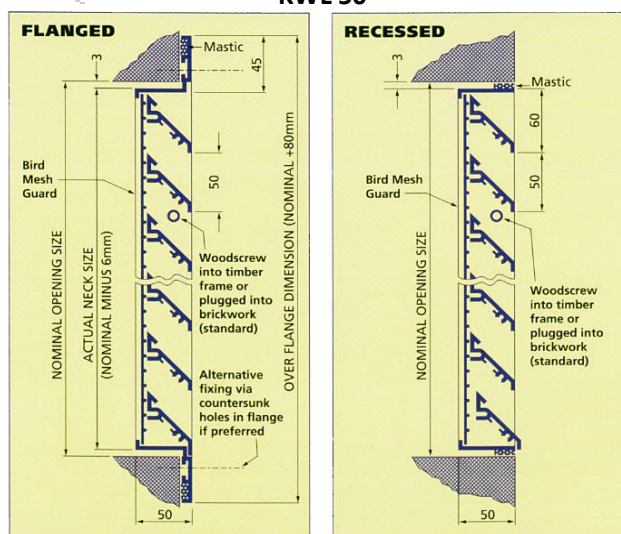 FLANGED
Mastic
3
45
NOMINAL OPENING SIZE
ACTUAL NECK SIZE
(NOMINAL MINUS 6mm)
Bird
Mesh
Guard
50
OVER FLANGE DIMENSION (NOMINAL +80mm
Woodscrew
into timber
frame or
plugged into
brickwork
(standard)
Alternative
fixing via
countersunk
holes in flange
if preferred
50
RECESSED
3
Mastic
60
50
Bird Mesh
Guard
NOMINAL OPENING SIZE
Woodscrew
into timber
frame or
plugged into
brickwork
(standard)
50